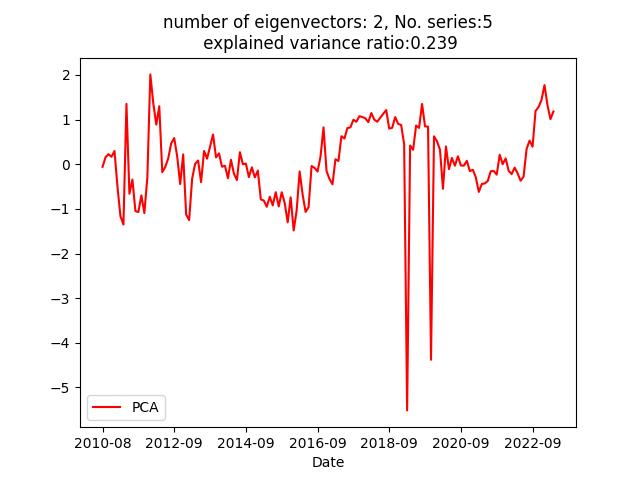 number of eigenvectors: 2, No. series:5
explained variance ratio:0.239
2
1
0
−1
−2
−3
−4
−5
PCA
2010-08 2012-09 2014-09 2016-09 2018-09 2020-09 2022-09
Date